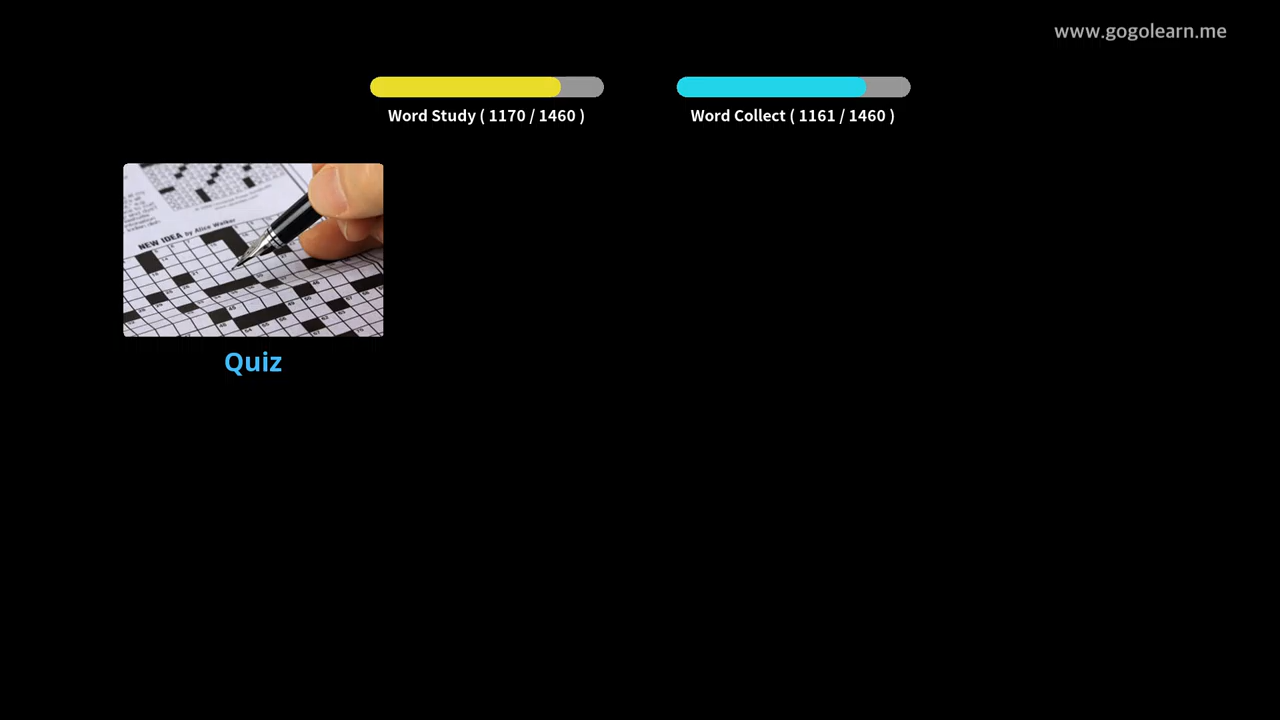 www.gogolearn.me
Word Study ( 1170 / 1460 )
Word Collect ( 1161 / 1460 )
NEW IDEA by Alice Walker
Quiz